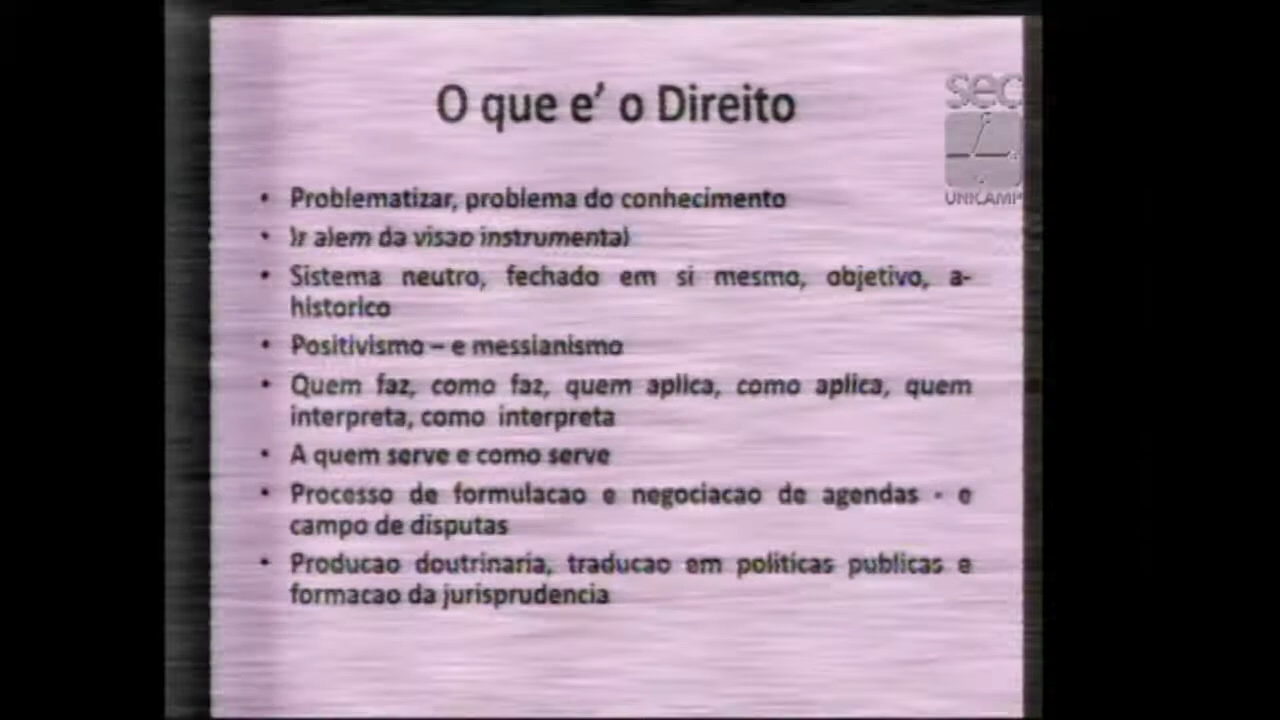 O que e' o Direito
sec
UNICAMP
• Problematizar, problema do conhecimento
• Ir alem da visao instrumental
• Sistema neutro, fechado em si mesmo, objetivo, a-
historico
• Positivismo – e messianismo
• Quem faz, como faz, quem aplica, como aplica, quem
interpreta, como interpreta
• A quem serve e como serve
• Processo de formulacao e negociacao de agendas - e
campo de disputas
• Producao doutrinaria, traducao em politicas publicas e
formacao da jurisprudencia